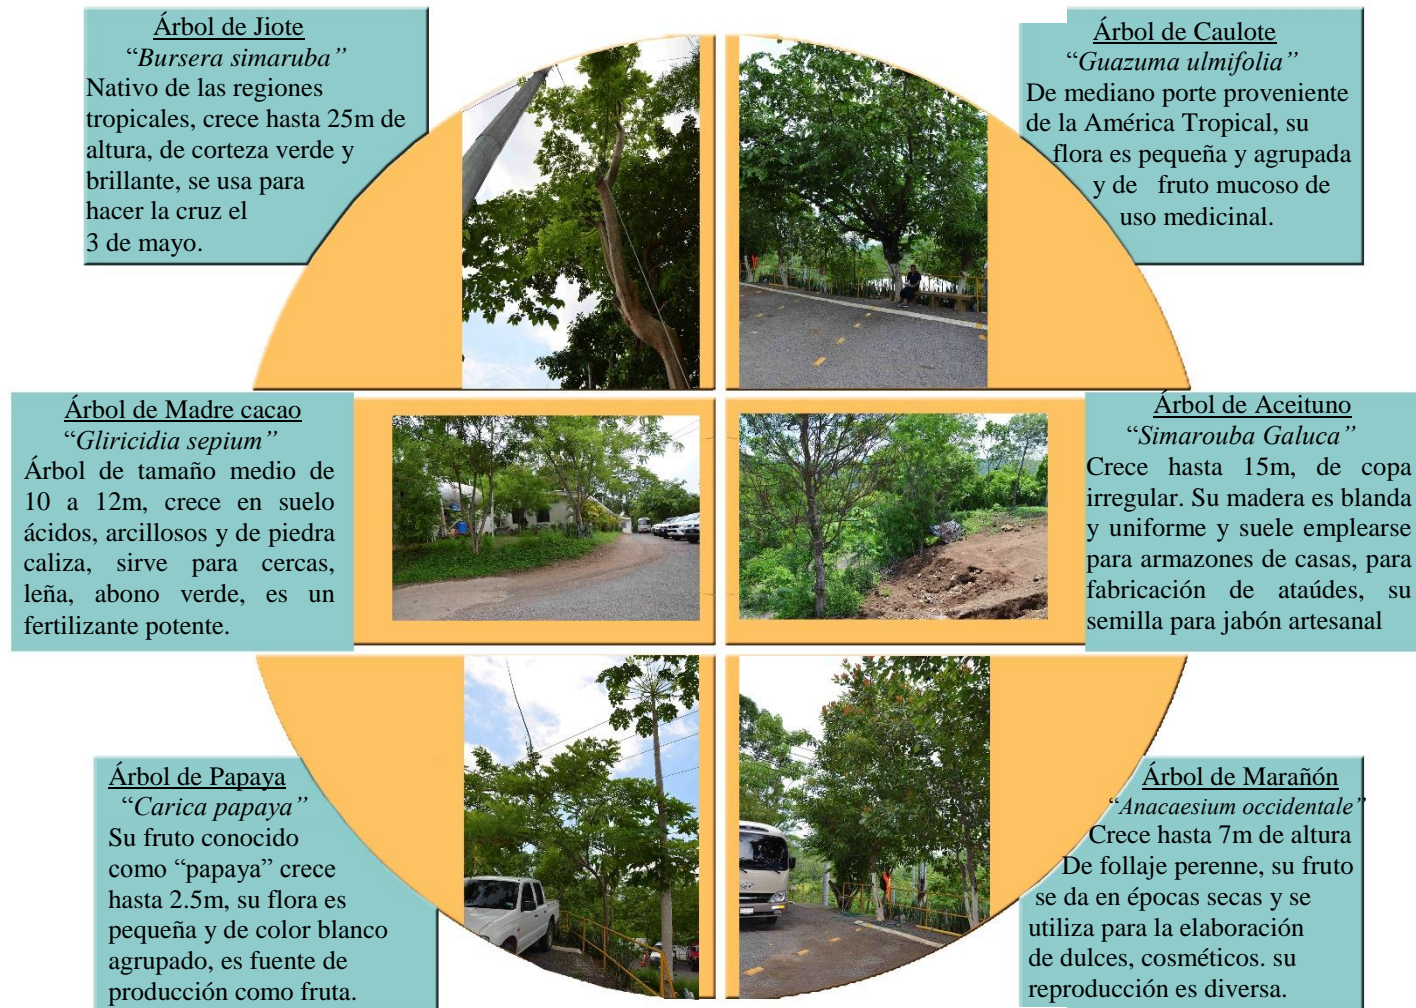 Árbol de Jiote
“Bursera simaruba”
Nativo de las regiones
tropicales, crece hasta 25m de
altura, de corteza verde y
brillante, se usa para
hacer la cruz el
3 de mayo.
Árbol de Caulote
“Guazuma ulmifolia”
De mediano porte proveniente
de la América Tropical, su
flora es pequeña y agrupada
y de fruto mucoso de
uso medicinal.
Árbol de Madre cacao
“Gliricidia sepium”
Árbol de tamaño medio de
10 a 12m, crece en suelo
ácidos, arcillosos y de piedra
caliza, sirve para cercas,
leña, abono verde, es un
fertilizante potente.
Árbol de Aceituno
“Simarouba Galuca”
Crece hasta 15m, de copa
irregular. Su madera es blanda
y uniforme y suele emplearse
para armazones de casas, para
fabricación de ataúdes, su
semilla para jabón artesanal
Árbol de Papaya
“Carica papaya”
Su fruto conocido
como “papaya” crece
hasta 2.5m, su flora es
pequeña y de color blanco
agrupado, es fuente de
producción como fruta.
Árbol de Marañón
“Anacaesium occidentale”
Crece hasta 7m de altura
De follaje perenne, su fruto
se da en épocas secas y se
utiliza para la elaboración
de dulces, cosméticos. su
reproducción es diversa.